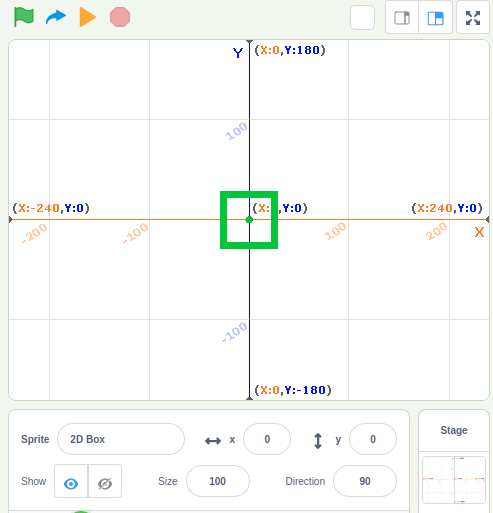 Y
(X:0,Y:180)
100
(X:-240,Y:0)
(X: ,Y:0)
(X:240,Y:0)
-200
-100
100
200
X
-100
(X:0,Y:-180)
Sprite 2D Box x 0 y 0
Show Size 100 Direction 90
Stage